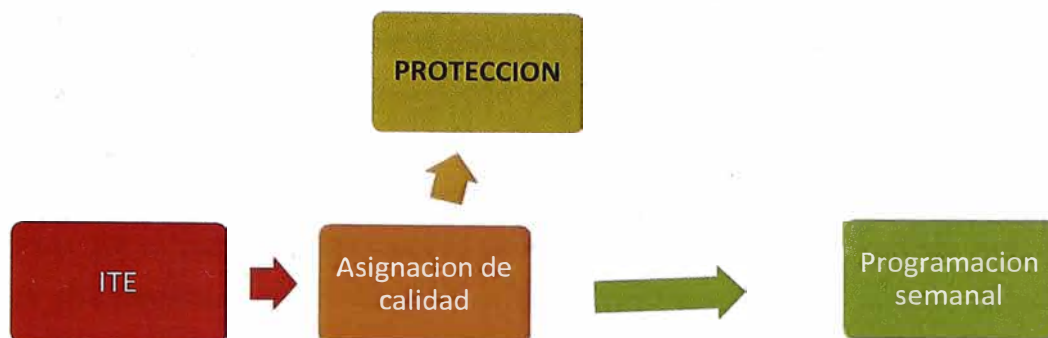 PROTECCION
ITE
Asignacion de
calidad
Programacion
semanal